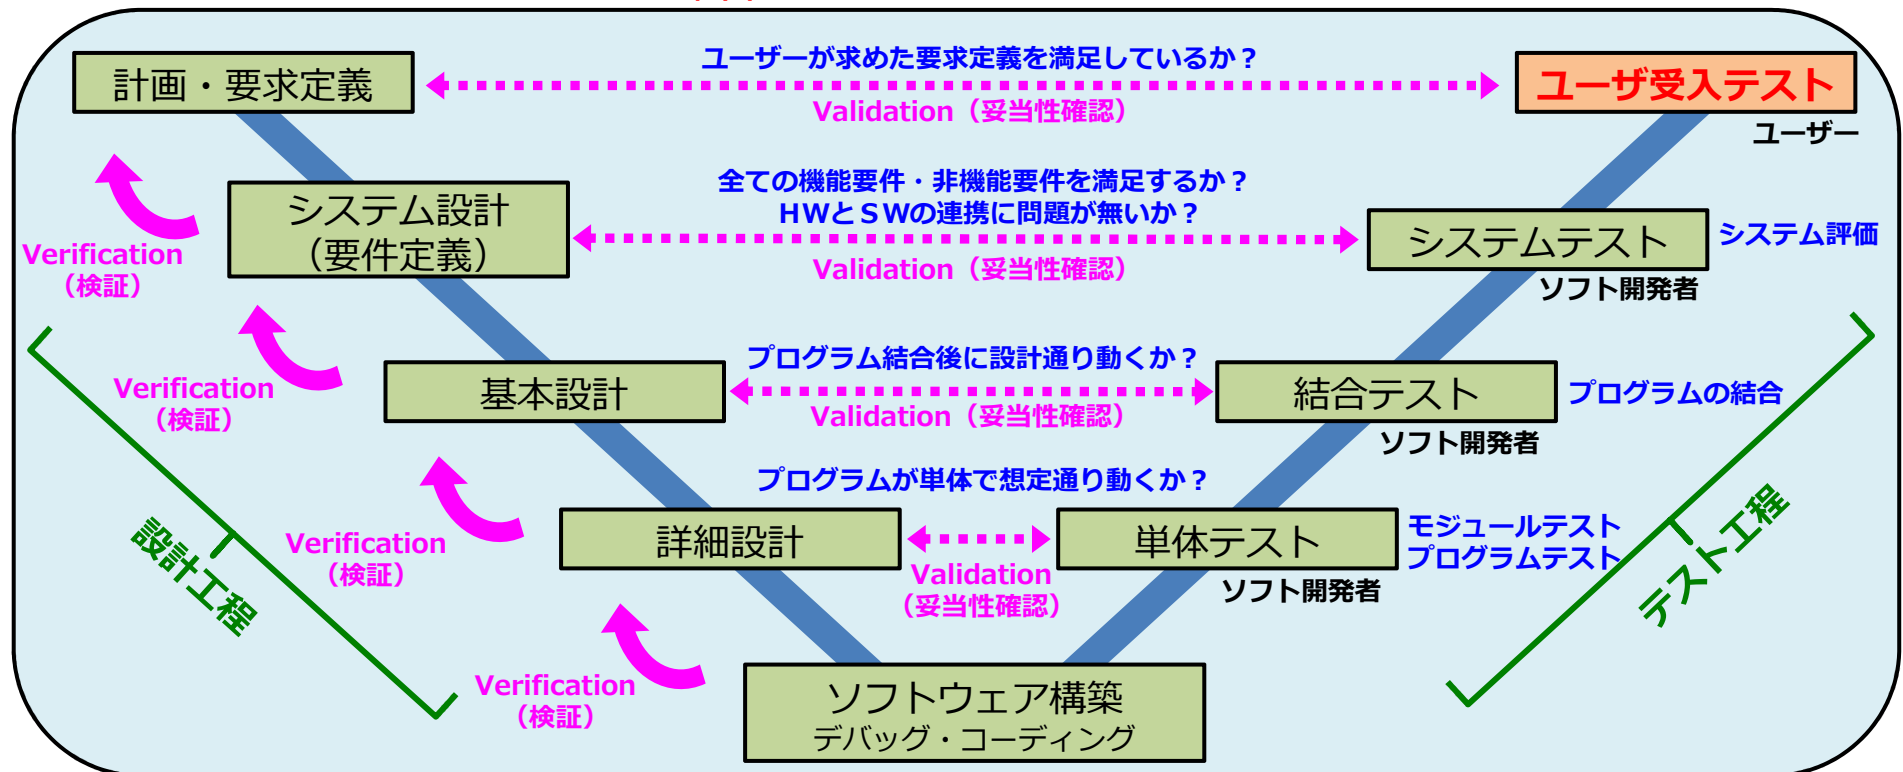 ユーザーが求めた要求定義を満足しているか？
計画・要求定義
ユーザ受入テスト
Validation（妥当性確認）
ユーザー
全ての機能要件・非機能要件を満足するか？
HWとSWの連携に問題が無いか？
システム設計
（要件定義）
システムテスト
システム評価
Verification
（検証）
Validation（妥当性確認）
ソフト開発者
プログラム結合後に設計通り動くか？
基本設計
結合テスト
プログラムの結合
Verification
（検証）
Validation（妥当性確認）
ソフト開発者
プログラムが単体で想定通り動くか？
詳細設計
単体テスト
モジュールテスト
プログラムテスト
設計工程
テスト工程
Verification
（検証）
Validation
（妥当性確認）
ソフト開発者
Verification
（検証）
ソフトウェア構築
デバッグ・コーディング